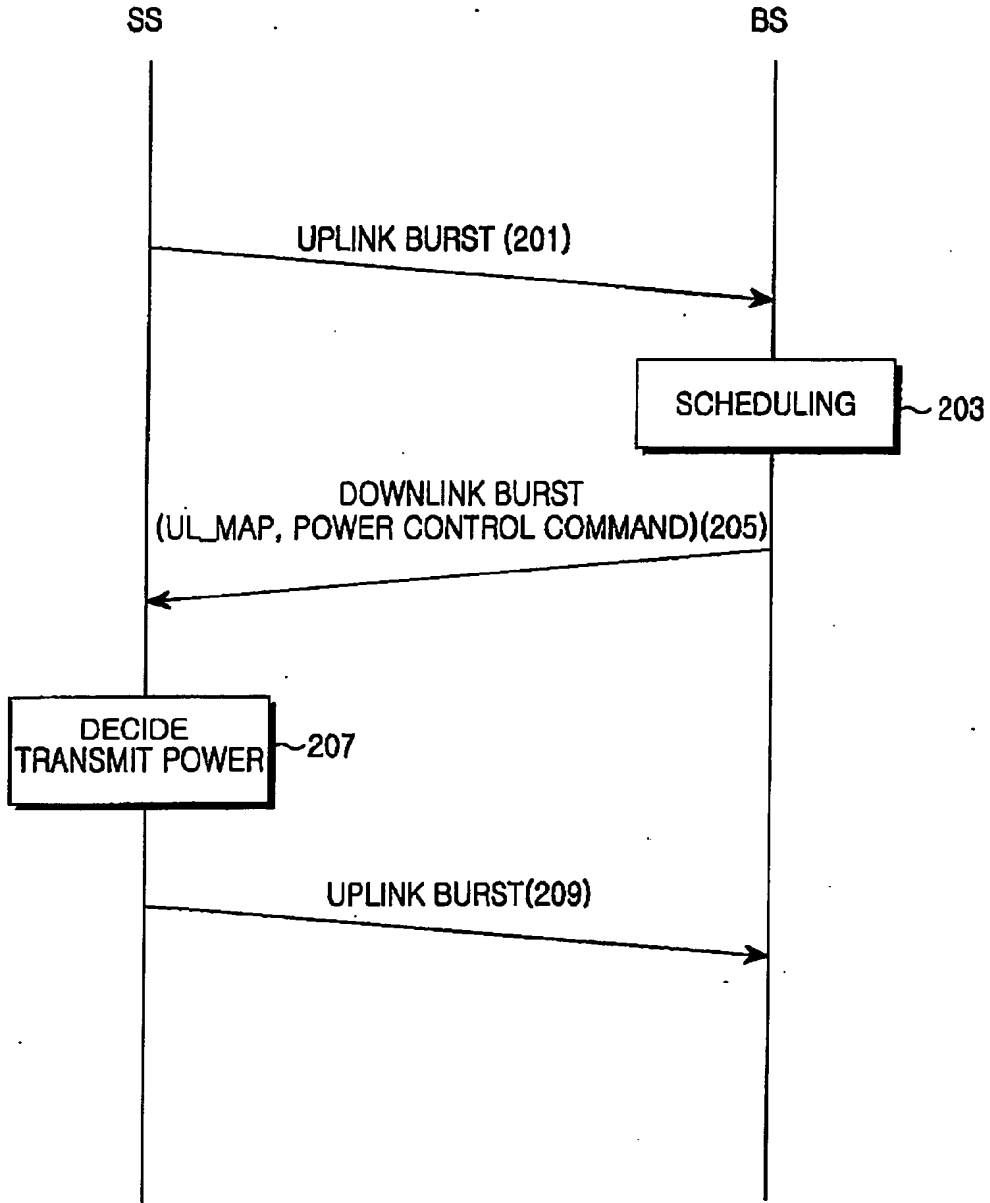 SS
BS
UPLINK BURST (201)
SCHEDULING
203
DOWNLINK BURST
(UL_MAP, POWER CONTROL COMMAND)(205)
DECIDE
TRANSMIT POWER
207
UPLINK BURST(209)